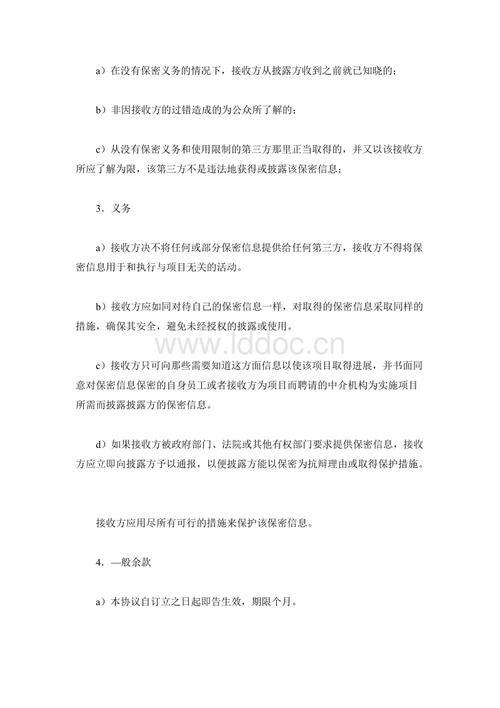 a）在没有保密义务的情况下，接收方从披露方收到之前就已知晓的；
b）非因接收方的过错造成的为公众所了解的；
c）从没有保密义务和使用限制的第三方那里正当取得的，并又以该接收方
所应了解为限，该第三方不是违法地获得或披露该保密信息；
3．义务
a）接收方决不将任何或部分保密信息提供给任何第三方，接收方不得将保
密信息用于和执行与项目无关的活动。
b）接收方应如同对待自己的保密信息一样，对取得的保密信息采取同样的
措施，确保其安全，避免未经授权的披露或使用。
www.lddoc.cn
c）接收方只可向那些需要知道这方面信息以使该项目取得进展，并书面同
意对保密信息保密的自身员工或者接收方为项目而聘请的中介机构为实施项目
所需而披露披露方的保密信息。
d）如果接收方被政府部门、法院或其他有权部门要求提供保密信息，接收
方应立即向披露方予以通报，以便披露方能以保密为抗辩理由或取得保护措施。
接收方应用尽所有可行的措施来保护该保密信息。
4．—般余款
a）本协议自订立之日起即告生效，期限个月。